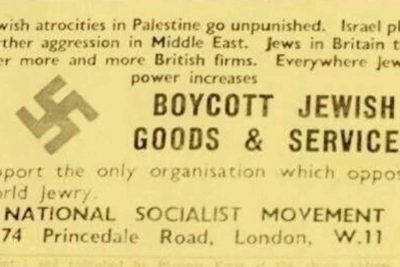 wish atrocities in Palestine go unpunished. Israel pl
rther aggression in Middle East. Jews in Britain t
er more and more British firms. Everywhere Jew
power increases
BOYCOTT JEWISH
GOODS & SERVICE
pport the only organisation which oppos
orld Jewry.
NATIONAL SOCIALIST MOVEMENT
74 Princedale Road, London, W.11